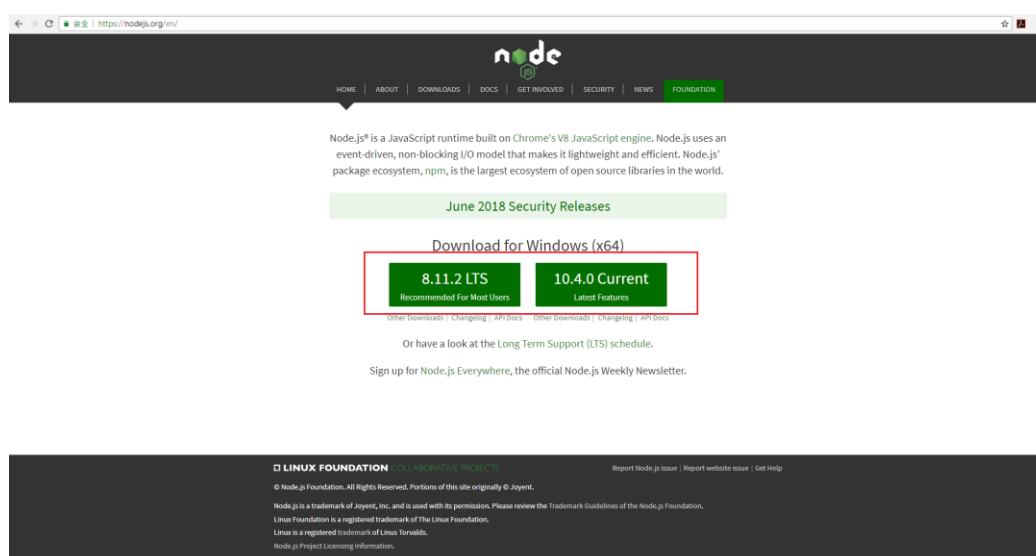 安全 | https://nodejs.org/en/
node
JS
HOME | ABOUT | DOWNLOADS | DOCS | GET INVOLVED | SECURITY | NEWS FOUNDATION
Node.js® is a JavaScript runtime built on Chrome's V8 JavaScript engine. Node.js uses an
event-driven, non-blocking I/O model that makes it lightweight and efficient. Node.js'
package ecosystem, npm, is the largest ecosystem of open source libraries in the world.
June 2018 Security Releases
Download for Windows (x64)
8.11.2 LTS
Recommended For Most Users
10.4.0 Current
Latest Features
Other Downloads | Changelog | API Docs Other Downloads | Changelog | API Docs
Or have a look at the Long Term Support (LTS) schedule.
Sign up for Node.js Everywhere, the official Node.js Weekly Newsletter.
LINUX FOUNDATION COLLABORATIVE PROJECTS
Report Node.js issue | Report website issue | Get Help
© Node.js Foundation. All Rights Reserved. Portions of this site originally © Joyent.
Node.js is a trademark of Joyent, Inc. and is used with its permission. Please review the Trademark Guidelines of the Node.js Foundation.
Linux Foundation is a registered trademark of The Linux Foundation.
Linux is a registered trademark of Linus Torvalds.
Node.js Project Licensing Information.